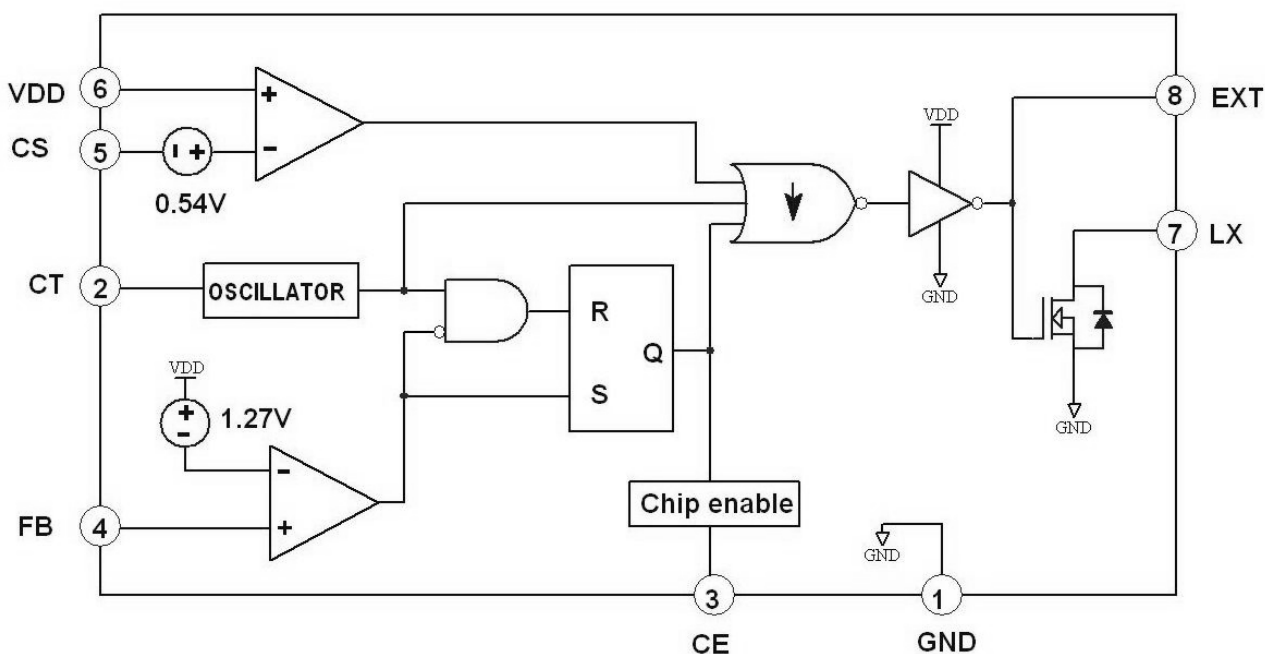 6
VDD
8
EXT
+
VDD
CS
5
- +
-
0.54V
7
LX
CT
2
OSCILLATOR
GND
R
Q
VDD
S
+
1.27V
-
GND
-
Chip enable
FB
4
+
GND
3
1
CE
GND